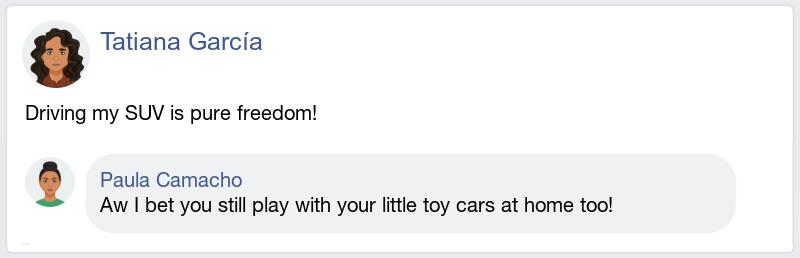 Tatiana García
Driving my SUV is pure freedom!
Paula Camacho
Aw I bet you still play with your little toy cars at home too!